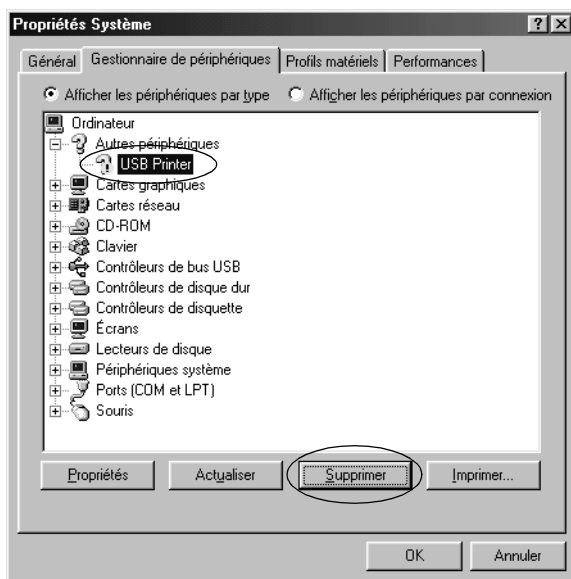 Propriétés Système
Général Gestionnaire de périphériques Profils matériels Performances
Afficher les périphériques par type Afficher les périphériques par connexion
Ordinateur
Autres périphériques
USB Printer
Cartes graphiques
Cartes réseau
CD-ROM
Clavier
Contrôleurs de bus USB
Contrôleurs de disque dur
Contrôleurs de disquette
Écrans
Lecteurs de disque
Périphériques système
Ports (COM et LPT)
Souris
Propriétés Actualiser Supprimer Imprimer...
OK Annuler